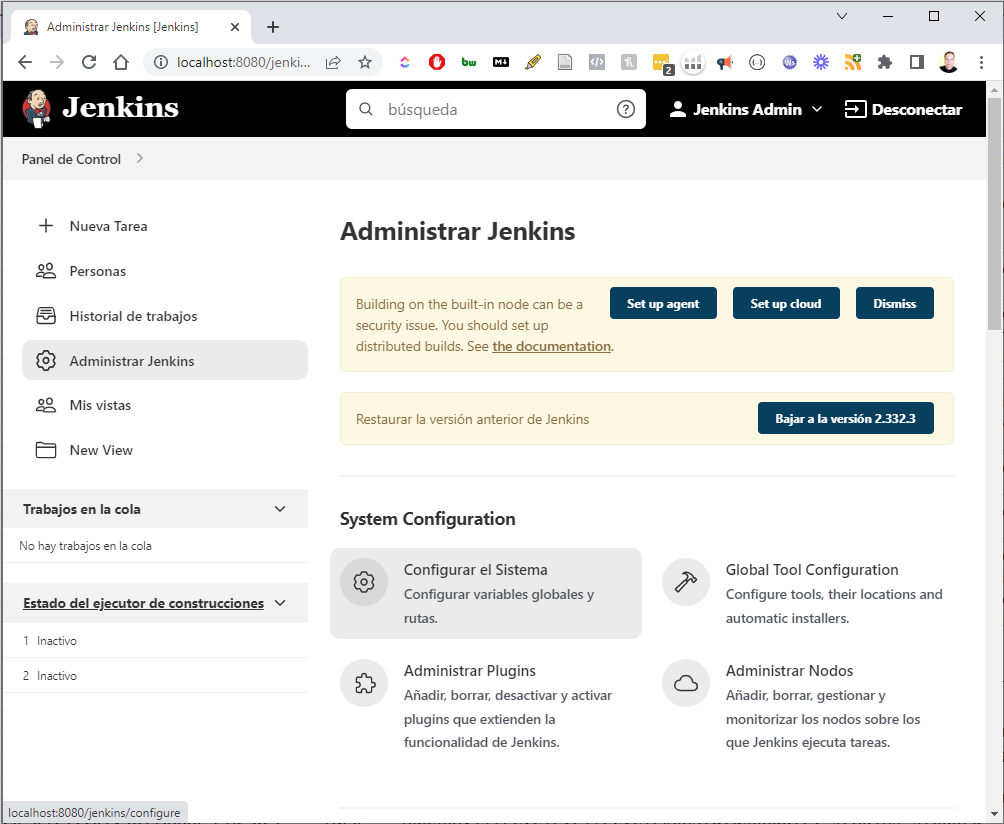 Administrar Jenkins [Jenkins]
localhost:8080/jenki...
bw
2
Jenkins
búsqueda
Jenkins Admin
Desconectar
Panel de Control
Nueva Tarea
Personas
Historial de trabajos
Administrar Jenkins
Mis vistas
New View
Trabajos en la cola
No hay trabajos en la cola
Estado del ejecutor de construcciones
1 Inactivo
2 Inactivo
Administrar Jenkins
Building on the built-in node can be a
security issue. You should set up
distributed builds. See the documentation.
Set up agent
Set up cloud
Dismiss
Restaurar la versión anterior de Jenkins
Bajar a la versión 2.332.3
System Configuration
Configurar el Sistema
Configurar variables globales y
rutas.
Global Tool Configuration
Configure tools, their locations and
automatic installers.
Administrar Plugins
Añadir, borrar, desactivar y activar
plugins que extienden la
funcionalidad de Jenkins.
Administrar Nodos
Añadir, borrar, gestionar y
monitorizar los nodos sobre los
que Jenkins ejecuta tareas.
localhost:8080/jenkins/configure